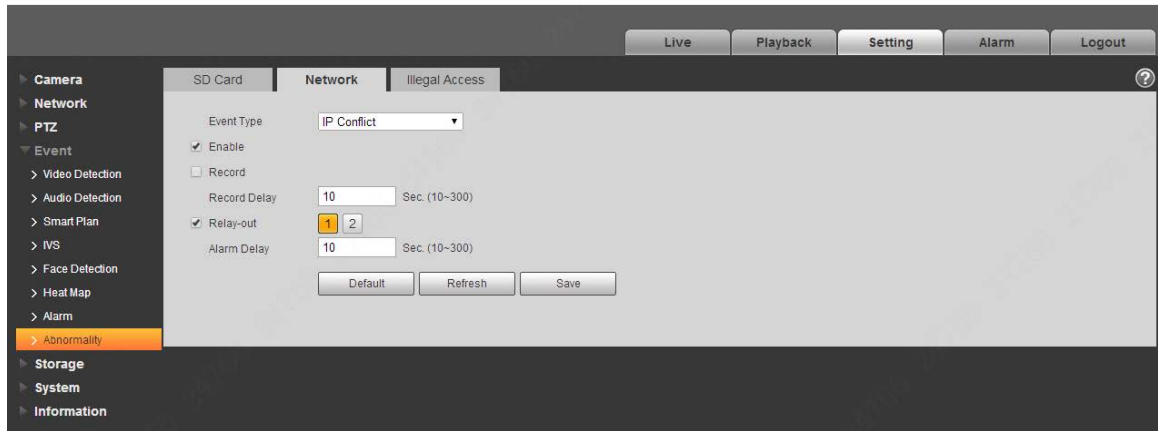 Live Playback Setting Alarm Logout
Camera
Network
PTZ
Event
Video Detection
Audio Detection
Smart Plan
IVS
Face Detection
Heat Map
Alarm
Abnormality
Storage
System
Information
SD Card Network Illegal Access
?
Event Type IP Conflict
Enable
Record
Record Delay 10 Sec. (10~300)
Relay-out 1 2
Alarm Delay 10 Sec. (10~300)
Default Refresh Save